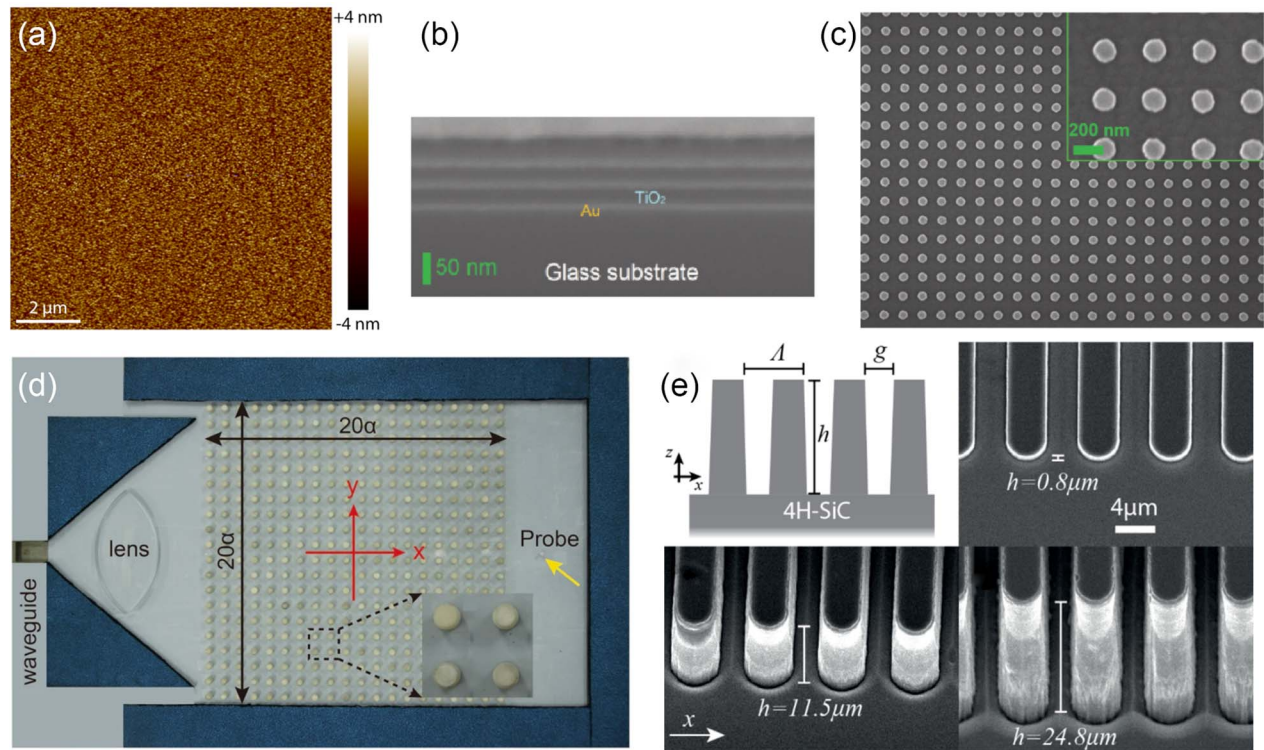 (a)
+4 nm
-4 nm
2 μm
(b)
TiO₂
Au
50 nm
Glass substrate
(c)
200 nm
(d)
20α
20α
y
x
lens
waveguide
Probe
(e)
Λ
g
h
z
x
4H-SiC
h=0.8μm
4μm
h=11.5μm
x
h=24.8μm